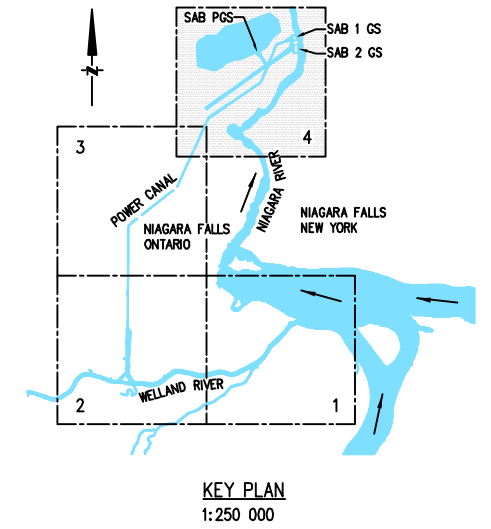 SAB PGS
SAB 1 GS
SAB 2 GS
N
3
4
POWER CANAL
NIAGARA RIVER
NIAGARA FALLS
ONTARIO
NIAGARA FALLS
NEW YORK
WELLAND RIVER
2
1
KEY PLAN
1:250 000